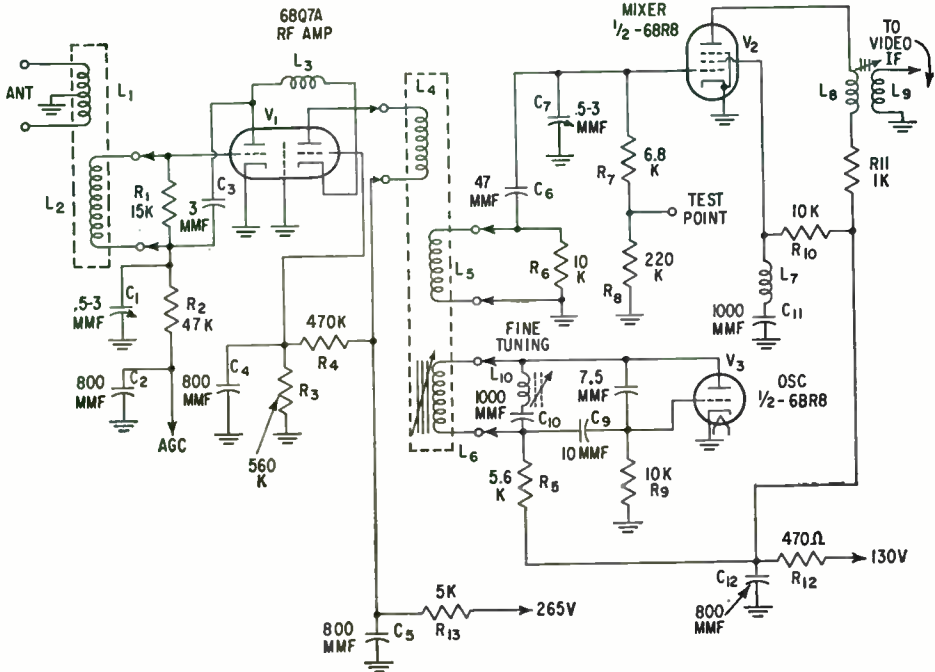 68Q7A
RF AMP
MIXER
½-68R8
TO
VIDEO
IF
ANT
L1
L3
V1
L4
V2
L8
L9
C7
.5-3
MMF
6.8
K
R7
R11
1K
L2
R1
15K
C3
3
MMF
47
MMF
C6
TEST
POINT
10K
R10
L5
R6
10
K
R8
220
K
L7
1000
MMF
C11
.5-3
MMF
C1
R2
47K
800
MMF
C2
AGC
800
MMF
C4
470K
R4
R3
560
K
FINE
TUNING
L10
1000
MMF
C10
C9
10MMF
7.5
MMF
V3
OSC
½-68R8
L6
5.6
K
R5
10K
R9
470Ω
R12
130V
C12
800
MMF
5K
R13
265V
800
MMF
C5